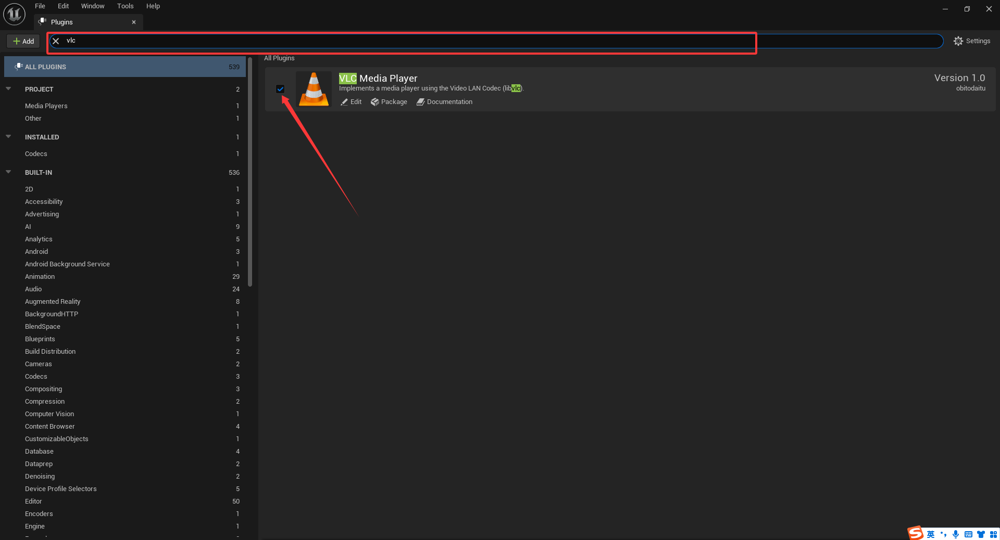 File Edit Window Tools Help
Plugins
Add
vlc
Settings
ALL PLUGINS 539
PROJECT 2
Media Players 1
Other 1
INSTALLED 1
Codecs 1
BUILT-IN 536
2D 1
Accessibility 3
Advertising 1
AI 9
Analytics 5
Android 3
Android Background Service 1
Animation 29
Audio 24
Augmented Reality 8
BackgroundHTTP 1
BlendSpace 1
Blueprints 5
Build Distribution 2
Cameras 2
Codecs 3
Compositing 3
Compression 2
Computer Vision 1
Content Browser 4
CustomizableObjects 1
Database 4
Dataprep 2
Denoising 2
Device Profile Selectors 5
Editor 50
Encoders 1
Engine 1
All Plugins
VLC Media Player
Version 1.0
Implements a media player using the Video LAN Codec (libvlc).
obitodaitu
Edit Package Documentation
英